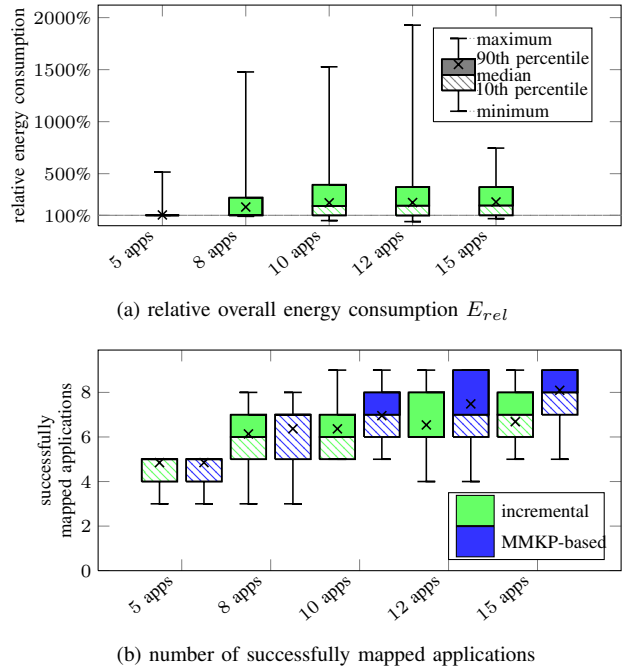 2000%
1500%
1000%
500%
100%
relative energy consumption
maximum
90th percentile
median
10th percentile
minimum
5 apps
8 apps
10 apps
12 apps
15 apps
(a) relative overall energy consumption E_{rel}
8
6
4
2
0
successfully
mapped applications
incremental
MMKP-based
5 apps
8 apps
10 apps
12 apps
15 apps
(b) number of successfully mapped applications